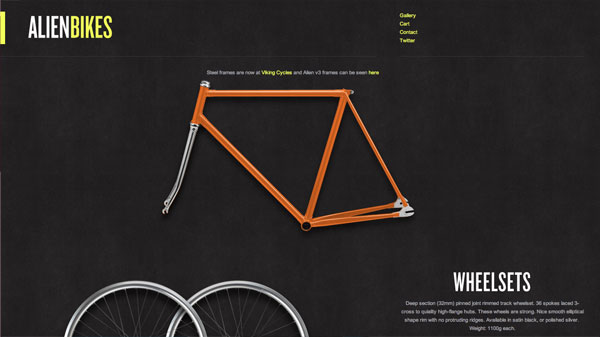 ALIENBIKES
Gallery
Cart
Contact
Twitter
Steel frames are now at Viking Cycles and Alien v3 frames can be seen here
WHEELSETS
Deep section (32mm) pinned joint rimmed track wheelset. 36 spokes laced 3-
cross to quality high-flange hubs. These wheels are strong. Nice smooth elliptical
shape rim with no protruding ridges. Available in satin black, or polished silver.
Weight: 1100g each.